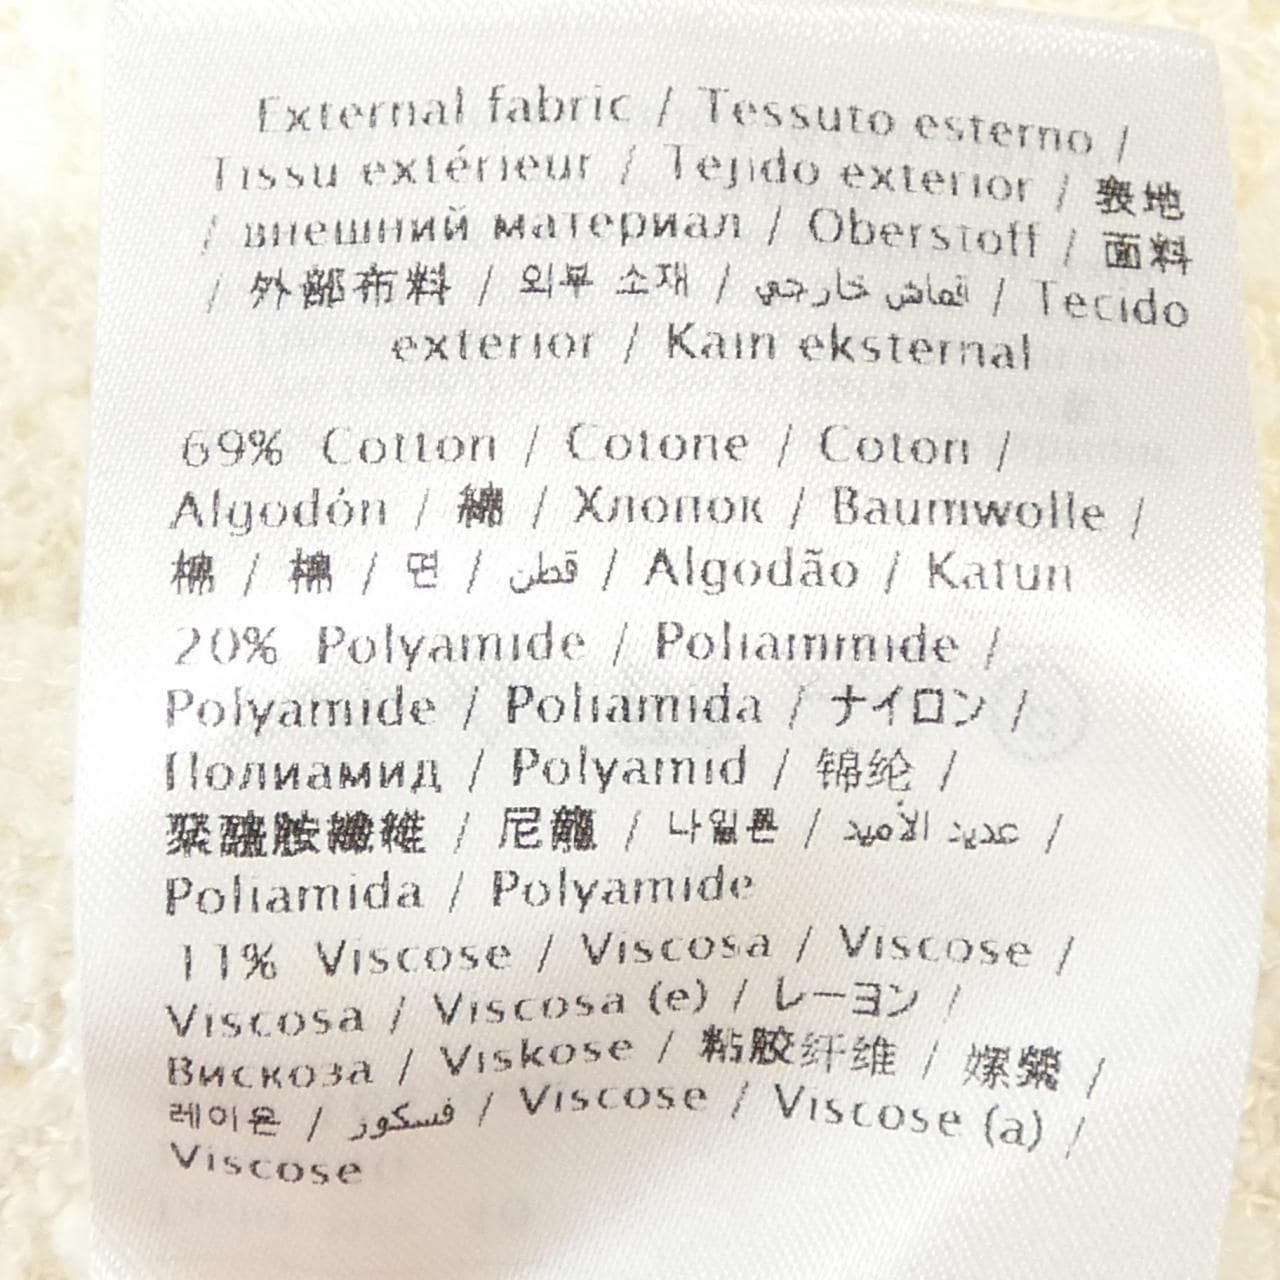 External fabric / Tessuto esterno /
Tissu extérieur / Tejido exterior / 表地
/ внешний материал / Oberstoff / 面料
/ 外部布料 / 외부 소재 / قماش خارجي / Tecido
exterior / Kain eksternal
69% Cotton / Cotone / Coton /
Algodón / 綿 / Хлопок / Baumwolle /
棉 / 棉 / 면 / قطن / Algodão / Katun
20% Polyamide / Poliammide /
Polyamide / Poliamida / ナイロン /
Полиамид / Polyamid / 锦纶 /
聚醯胺纖維 / 尼龍 / 나일론 / عديد الأميد /
Poliamida / Polyamide
11% Viscose / Viscosa / Viscose /
Viscosa / Viscosa (e) / レーヨン /
Вискоза / Viskose / 粘胶纤维 / 嫘縈 /
레이온 / فسكوز / Viscose / Viscose (a) /
Viscose